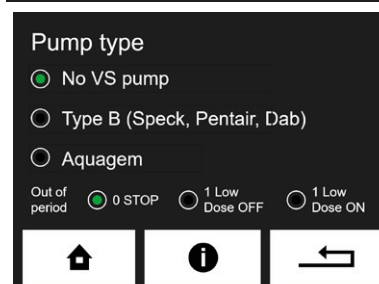 Pump type
No VS pump
Type B (Speck, Pentair, Dab)
Aquagem
Out of period
0 STOP
1 Low Dose OFF
1 Low Dose ON